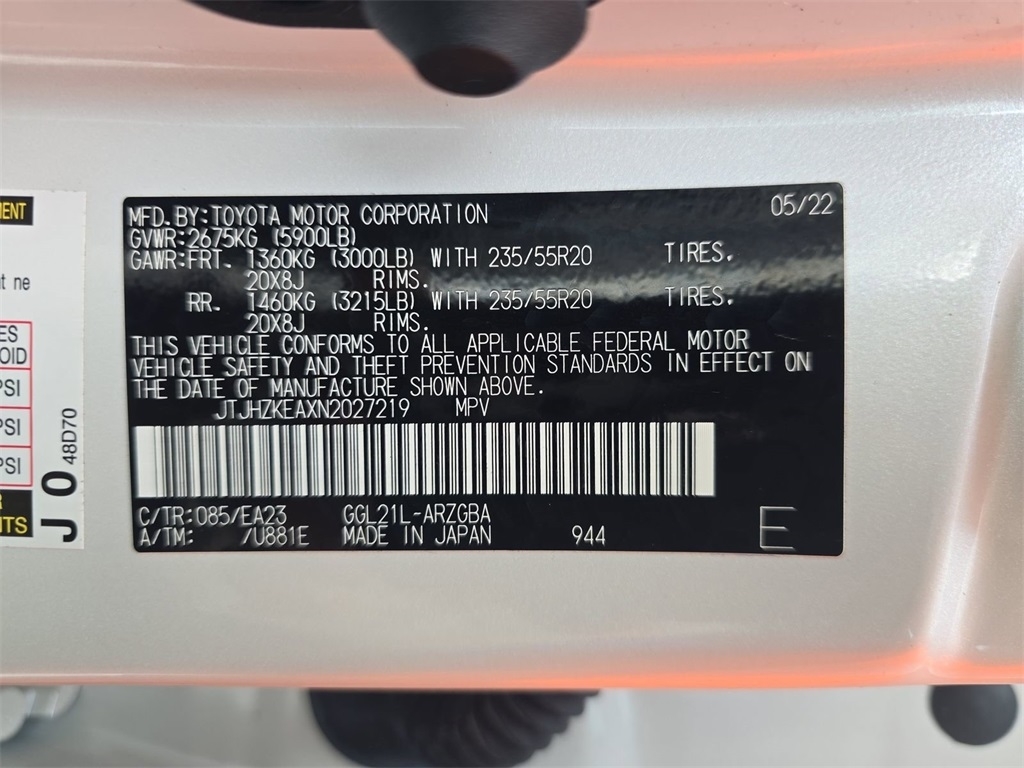 MENT
t ne
ES
OID
PSI
PSI
PSI
R
NTS
J0
48D70
MFD.BY:TOYOTA MOTOR CORPORATION 05/22
GVWR:2675KG (5900LB)
GAWR:FRT. 1360KG (3000LB) WITH 235/55R20 TIRES.
20X8J RIMS.
RR. 1460KG (3215LB) WITH 235/55R20 TIRES.
20X8J RIMS.
THIS VEHICLE CONFORMS TO ALL APPLICABLE FEDERAL MOTOR
VEHICLE SAFETY AND THEFT PREVENTION STANDARDS IN EFFECT ON
THE DATE OF MANUFACTURE SHOWN ABOVE.
JTJHZKEAXN2027219 MPV
C/TR:085/EA23 GGL21L-ARZGBA
A/TM: /U881E MADE IN JAPAN 944 E